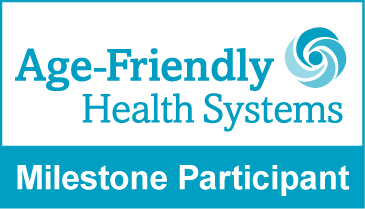 Age-Friendly
Health Systems
Milestone Participant